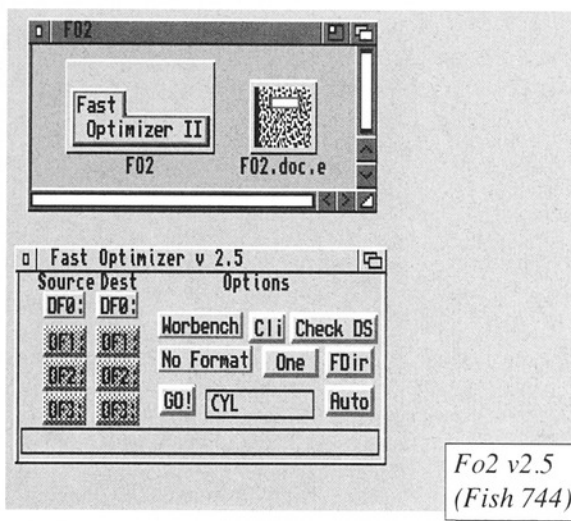 F02
Fast
Optimizer II
F02
F02.doc.e
Fast Optimizer v 2.5
Source Dest
Options
DF0: DF0:
Worbench Cli Check DS
DF1: DF1:
No Format One FDir
DF2: DF2:
GO! CYL Auto
DF3: DF3:
Fo2 v2.5
(Fish 744)